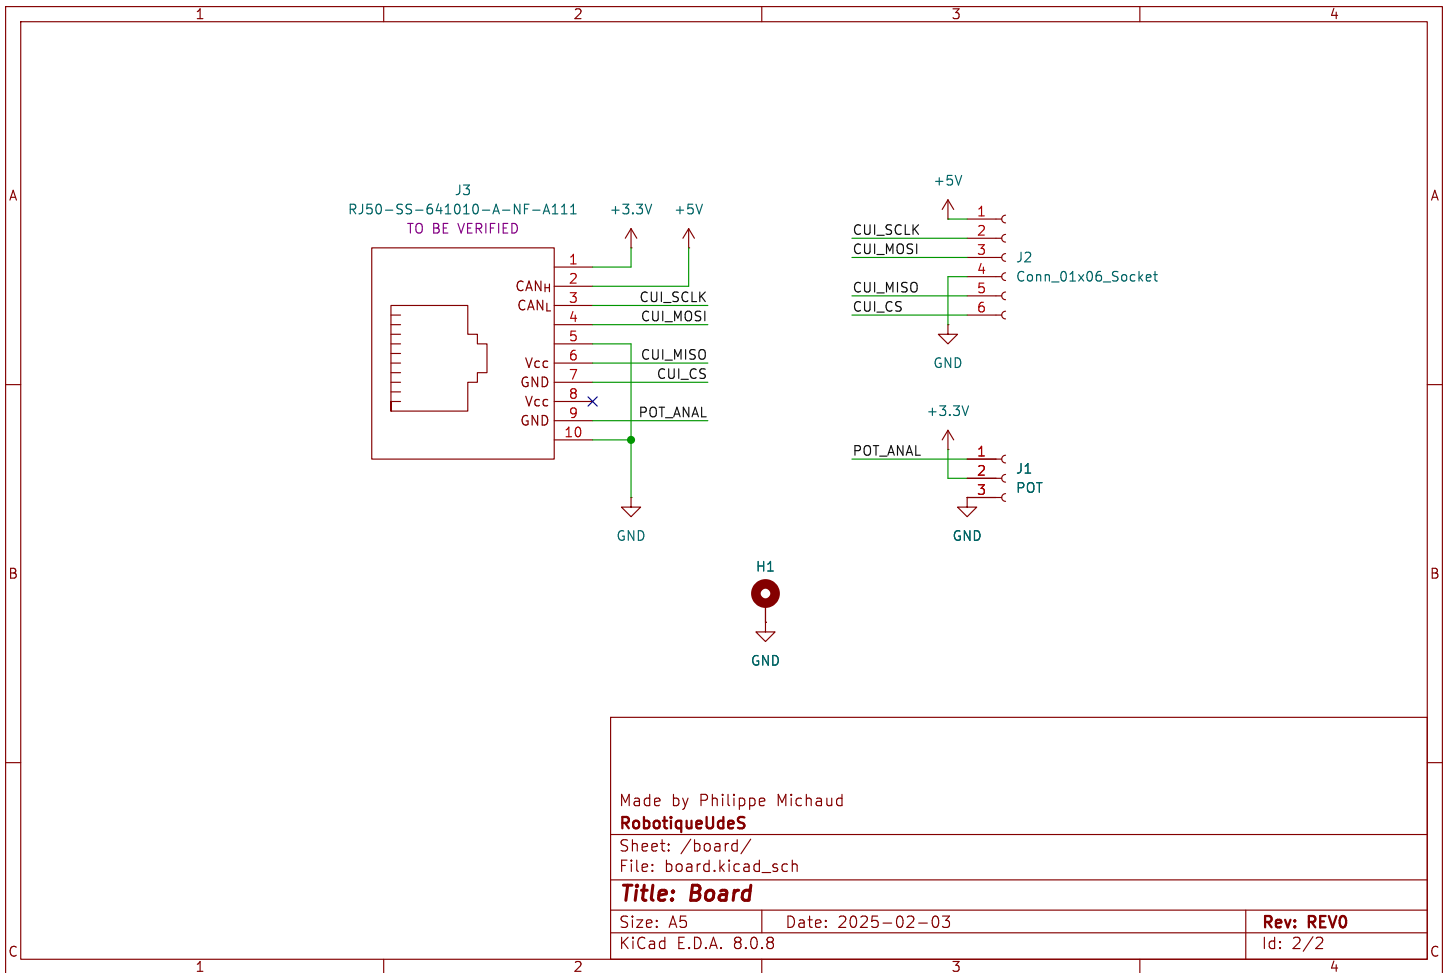 1 2 3 4
A A
J3
RJ50-SS-641010-A-NF-A111
TO BE VERIFIED
+3.3V +5V
1
CANH 2
CANL 3 CUI_SCLK
4 CUI_MOSI
5
Vcc 6 CUI_MISO
GND 7 CUI_CS
Vcc 8
GND 9 POT_ANAL
10
GND
+5V
1
CUI_SCLK 2
CUI_MOSI 3
4
CUI_MISO 5
CUI_CS 6
J2
Conn_01x06_Socket
GND
+3.3V
POT_ANAL 1
2
3
J1
POT
GND
B B
H1
GND
Made by Philippe Michaud
RobotiqueUdeS
Sheet: /board/
File: board.kicad_sch
Title: Board
Size: A5 Date: 2025-02-03 Rev: REV0
KiCad E.D.A. 8.0.8 Id: 2/2
C C
1 2 3 4